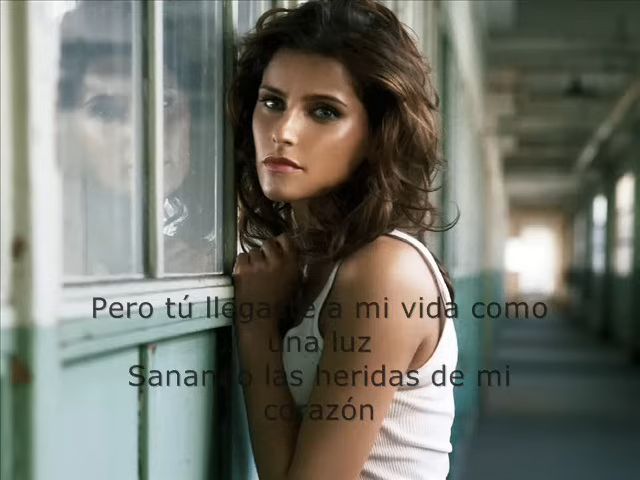 Pero tú llegaste a mi vida como
una luz
Sanando las heridas de mi
corazón